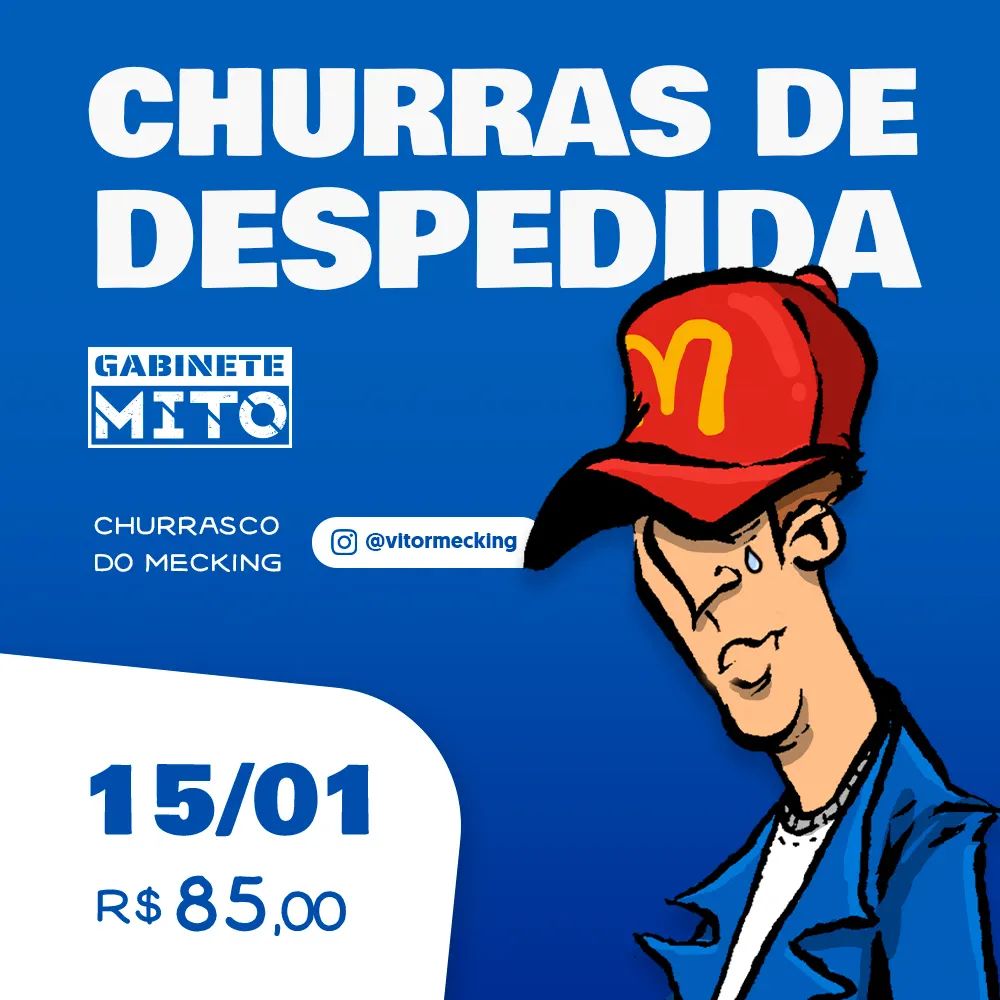 CHURRAS DE
DESPEDIDA
GABINETE
MITO
CHURRASCO
DO MECKING
@vitormecking
15/01
R$ 85,00